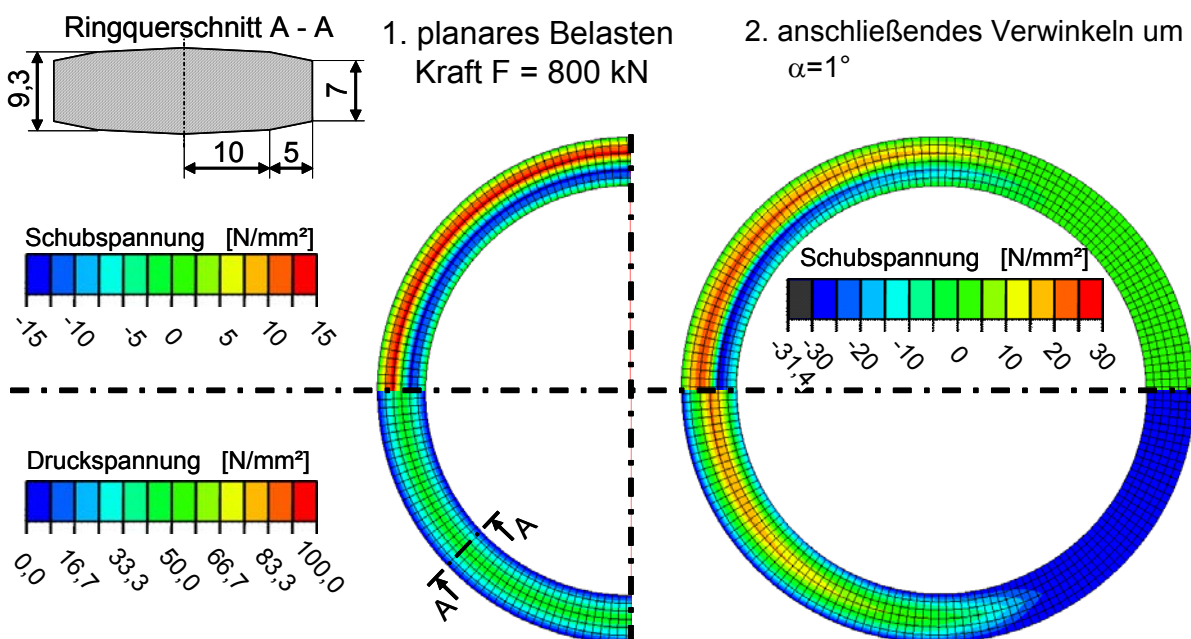 Ringquerschnitt A - A
9,3
7
10
5
1. planares Belasten
Kraft F = 800 kN
2. anschließendes Verwinkeln um
α=1°
Schubspannung [N/mm²]
-15 -10 -5 0 5 10 15
Schubspannung [N/mm²]
-31,4 -30 -20 -10 0 10 20 30
Druckspannung [N/mm²]
0,0 16,7 33,3 50,0 66,7 83,3 100,0
A
A